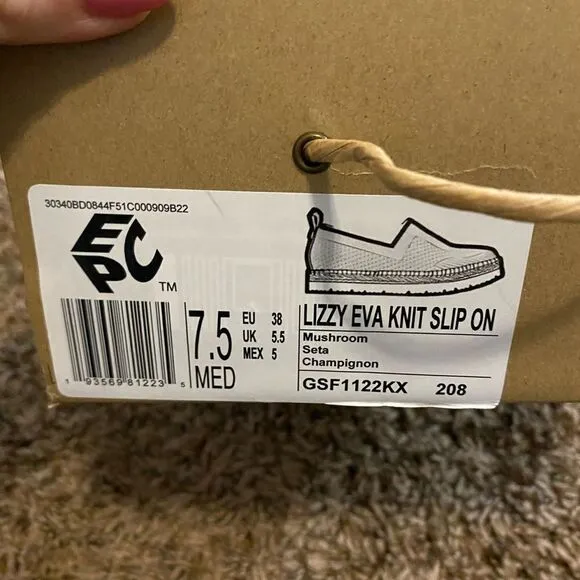 30340BD0844F51C000909B22
EPC
TM
1 93569 81223 5
7.5
MED
EU 38
UK 5.5
MEX 5
LIZZY EVA KNIT SLIP ON
Mushroom
Seta
Champignon
GSF1122KX 208